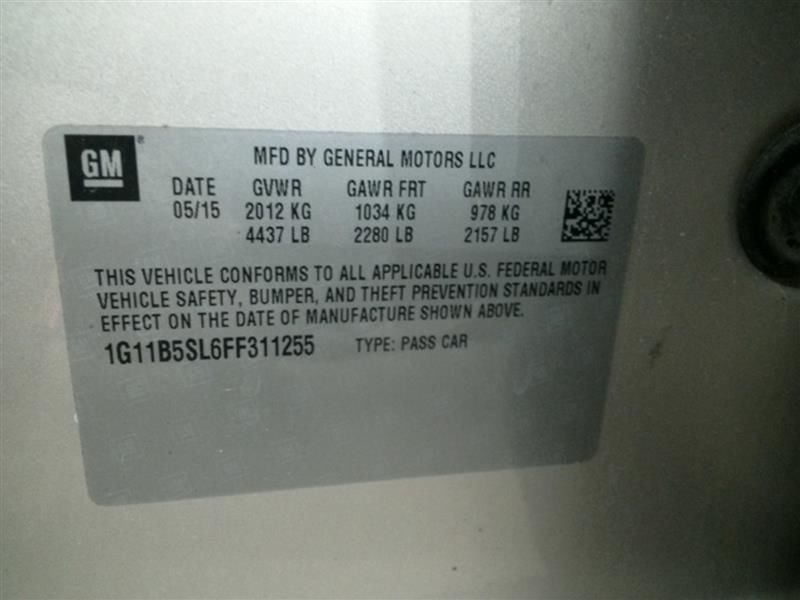 GM ® MFD BY GENERAL MOTORS LLC
DATE GVWR GAWR FRT GAWR RR
05/15 2012 KG 1034 KG 978 KG
4437 LB 2280 LB 2157 LB
THIS VEHICLE CONFORMS TO ALL APPLICABLE U.S. FEDERAL MOTOR
VEHICLE SAFETY, BUMPER, AND THEFT PREVENTION STANDARDS IN
EFFECT ON THE DATE OF MANUFACTURE SHOWN ABOVE.
1G11B5SL6FF311255 TYPE: PASS CAR